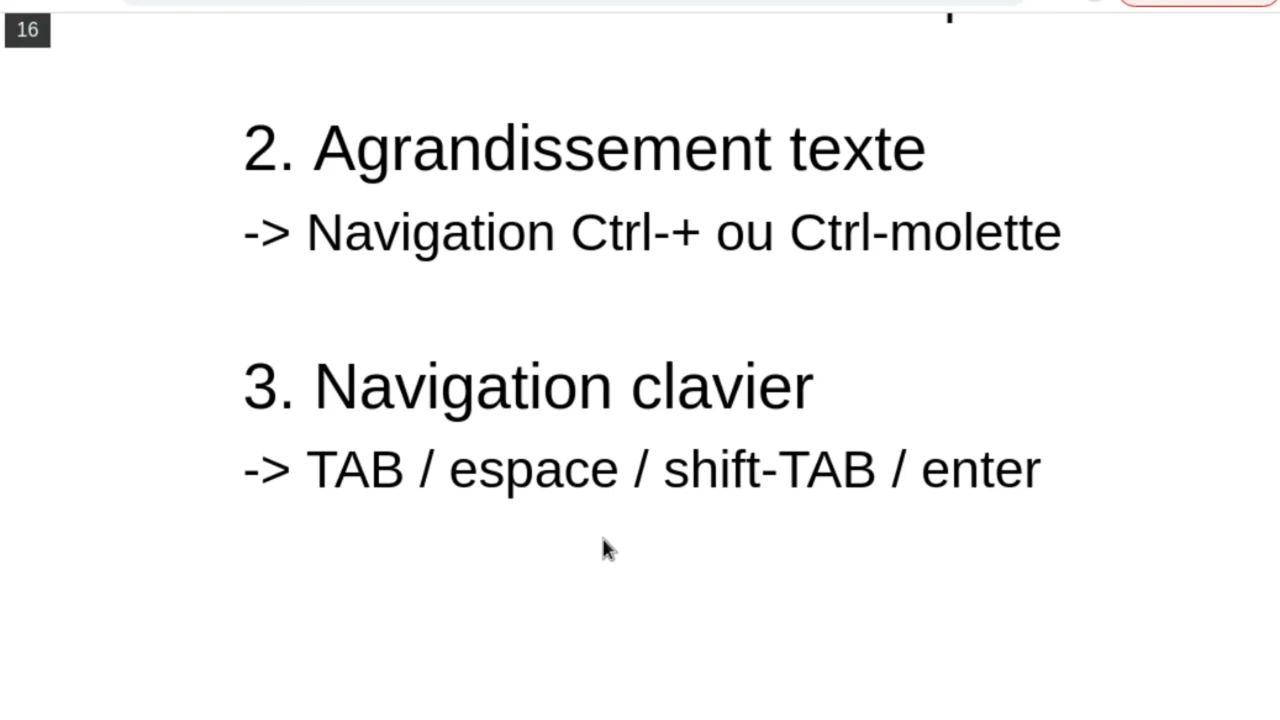 16
2. Agrandissement texte
-> Navigation Ctrl-+ ou Ctrl-molette
3. Navigation clavier
-> TAB / espace / shift-TAB / enter